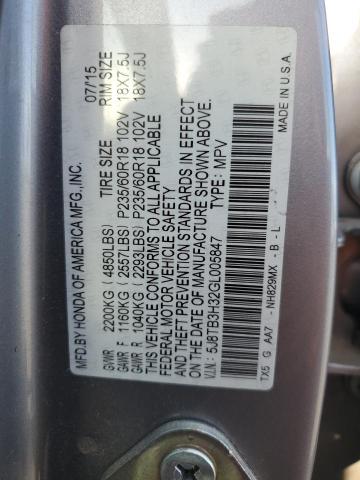 MFD.BY HONDA OF AMERICA MFG.,INC. 07/15
TIRE SIZE RIM SIZE
GVWR 2200KG ( 4850LBS)
GAWR F 1160KG ( 2557LBS) P235/60R18 102V 18X7.5J
GAWR R 1040KG ( 2293LBS) P235/60R18 102V 18X7.5J
THIS VEHICLE CONFORMS TO ALL APPLICABLE
FEDERAL MOTOR VEHICLE SAFETY
AND THEFT PREVENTION STANDARDS IN EFFECT
ON THE DATE OF MANUFACTURE SHOWN ABOVE.
V.I.N.: 5J8TB3H32GL005847 TYPE: MPV
TX5 G AA7 - NH829MX - B - L MADE IN U.S.A.